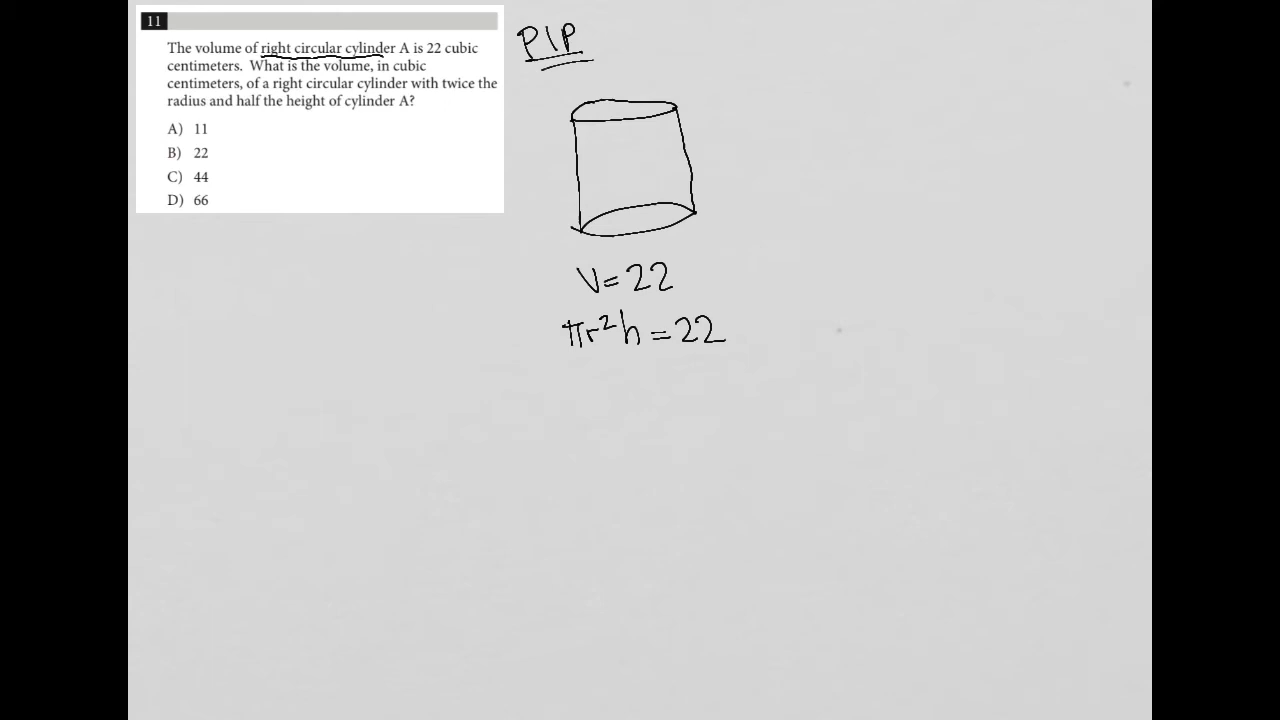 11
The volume of right circular cylinder A is 22 cubic
centimeters. What is the volume, in cubic
centimeters, of a right circular cylinder with twice the
radius and half the height of cylinder A?
A) 11
B) 22
C) 44
D) 66
PIP
V=22
πr²h=22